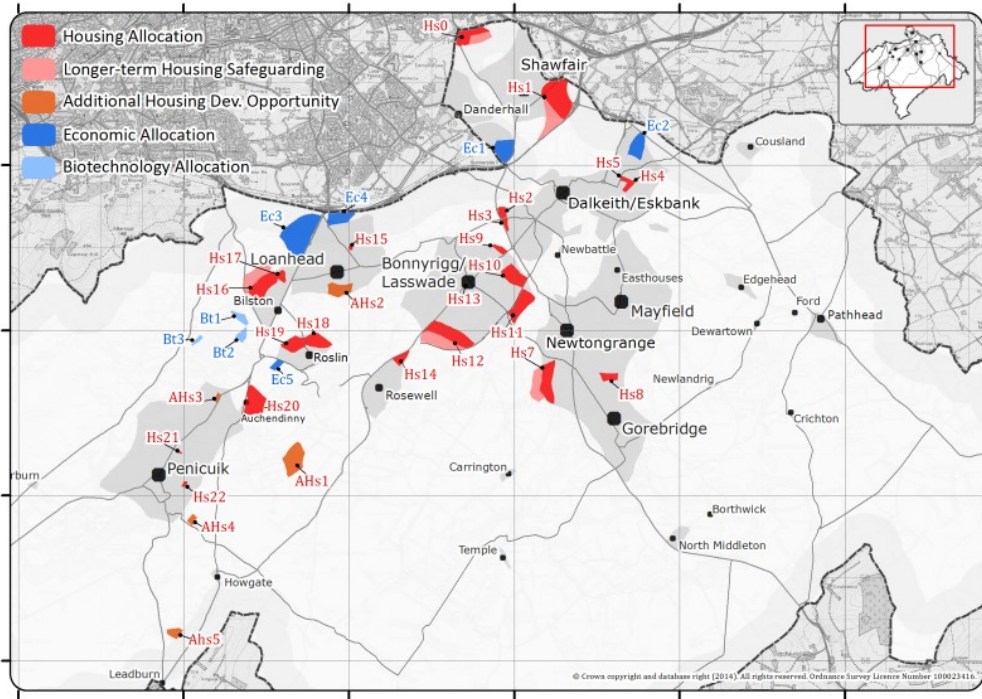 Housing Allocation
Longer-term Housing Safeguarding
Additional Housing Dev. Opportunity
Economic Allocation
Biotechnology Allocation
Hs0
Shawfair
Hs1
Danderhall
Ec2
Ec1
Cousland
Hs5
Hs4
Dalkeith/Eskbank
Ec4
Ec3
Hs2
Hs3
Hs15
Hs9
Newbattle
Hs17
Loanhead
Bonnyrigg/
Lasswade
Hs10
Easthouses
Edgehead
Hs16
Hs13
Bilston
AHs2
Mayfield
Ford
Pathhead
Bt1
Hs18
Hs11
Dewartown
Bt3
Bt2
Hs19
Newtongrange
Roslin
Hs12
Hs7
Ec5
Hs14
Newlandrig
Rosewell
Hs8
AHs3
Hs20
Auchendinny
Crichton
Gorebridge
Hs21
Penicuik
AHs1
Carrington
rburn
Hs22
AHs4
Borthwick
Temple
North Middleton
Howgate
Ahs5
Leadburn
© Crown copyright and database right (2014). All rights reserved. Ordnance Survey Licence Number 100023416.